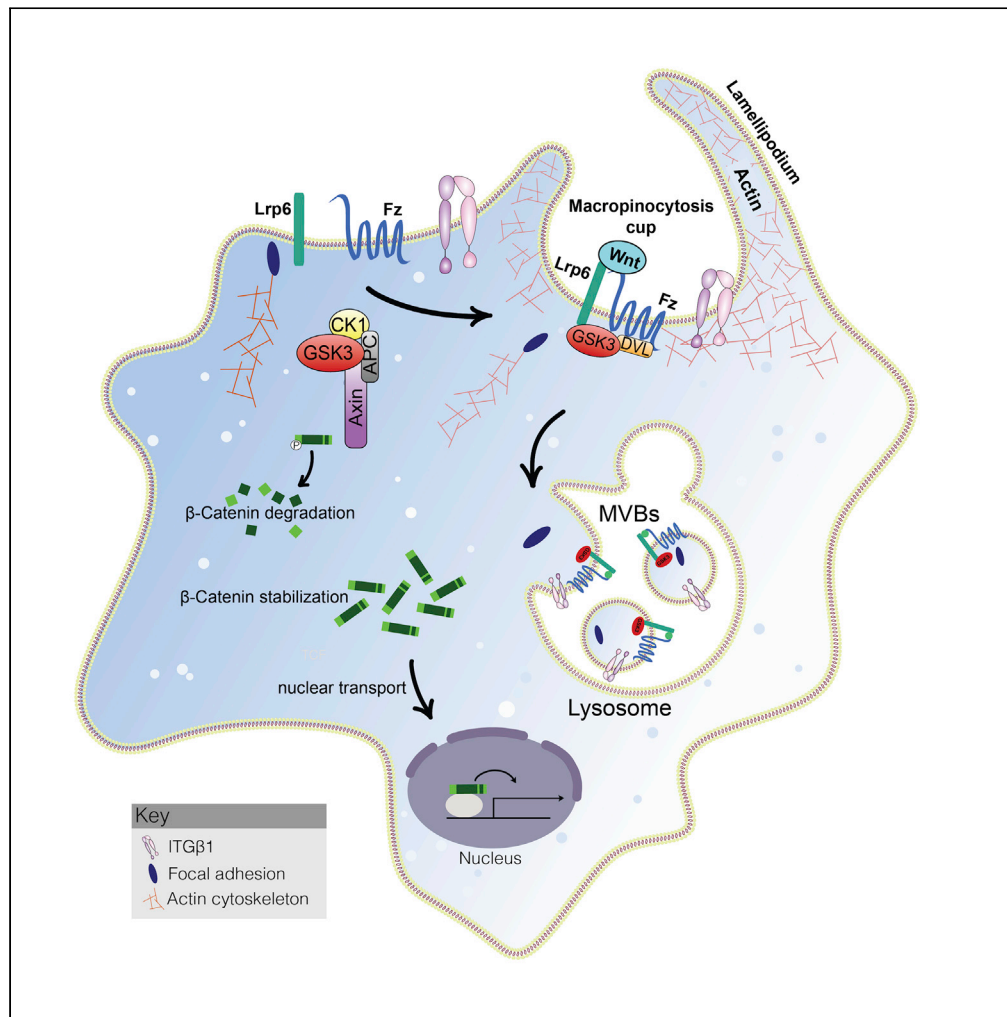 Lamellipodium
Actin
Lrp6
Fz
Macropinocytosis
cup
Wnt
Lrp6
Fz
GSK3
DVL
CK1
GSK3
APC
Axin
P
β-Catenin degradation
MVBs
β-Catenin stabilization
Lysosome
nuclear transport
Nucleus
Key
ITGβ1
Focal adhesion
Actin cytoskeleton